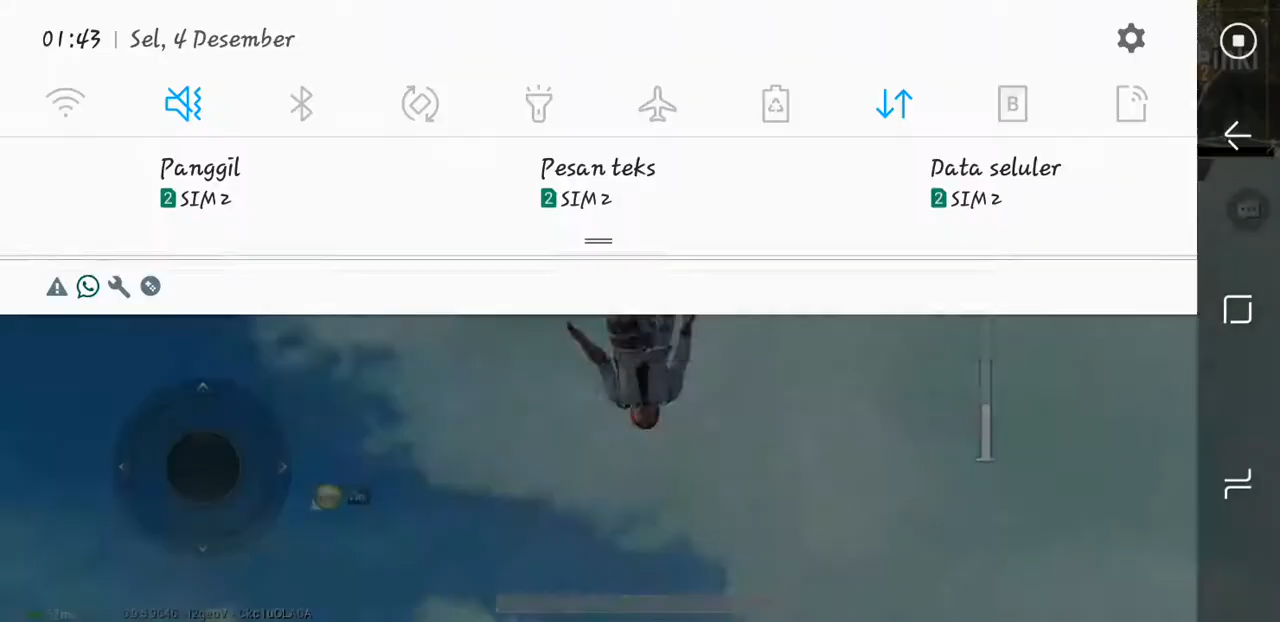 01:43 | Sel, 4 Desember
B
Panggil
2 SIM 2
Pesan teks
2 SIM 2
Data seluler
2 SIM 2